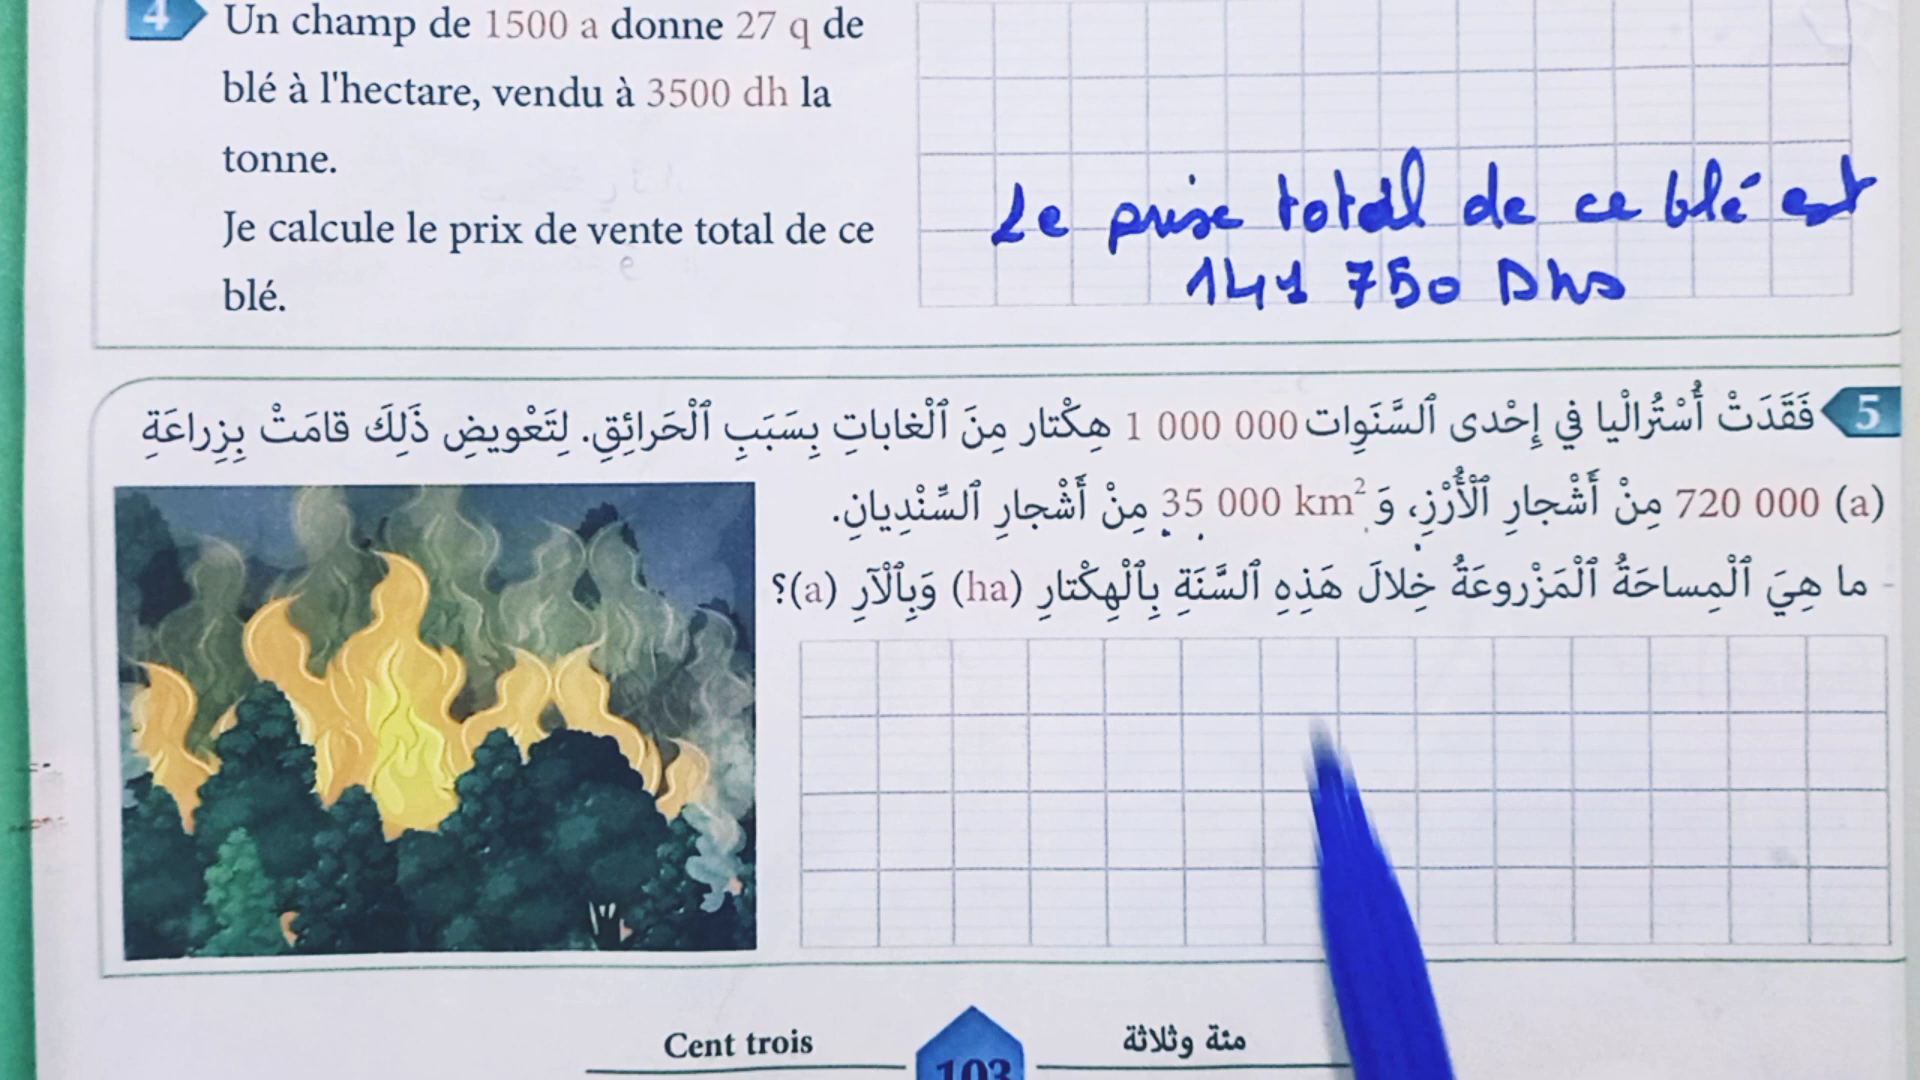 4 Un champ de 1500 a donne 27 q de
blé à l'hectare, vendu à 3500 dh la
tonne.
Je calcule le prix de vente total de ce
blé.
Le prix total de ce blé est
141 750 Dhs
5 فَقَدَتْ أُسْتُرالْيا في إِحْدى ٱلسَّنَوات 1 000 000 هِكْتار مِنَ ٱلْغاباتِ بِسَبَبِ ٱلْحَرائِقِ. لِتَعْويضِ ذَلِكَ قامَتْ بِزِراعَةِ
720 000 (a) مِنْ أَشْجارِ ٱلْأَرْزِ، وَ 35 000 km² مِنْ أَشْجارِ ٱلسِّنْدِيانِ.
- ما هِيَ ٱلْمِساحَةُ ٱلْمَزْروعَةُ خِلالَ هَذِهِ ٱلسَّنَةِ بِٱلْهِكْتارِ (ha) وَبِٱلْآرِ (a)؟
Cent trois
103
مئة وثلاثة